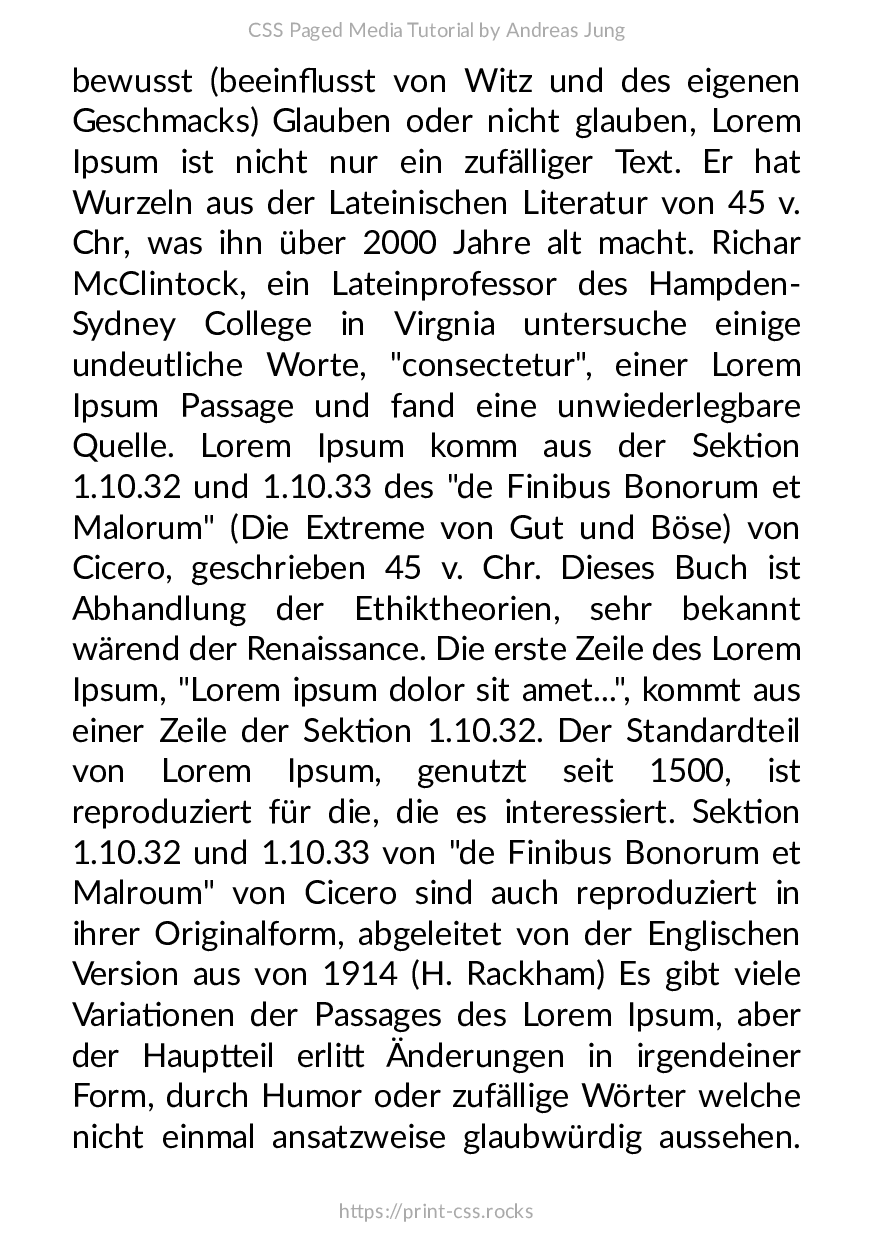 CSS Paged Media Tutorial by Andreas Jung
bewusst (beeinflusst von Witz und des eigenen
Geschmacks) Glauben oder nicht glauben, Lorem
Ipsum ist nicht nur ein zufälliger Text. Er hat
Wurzeln aus der Lateinischen Literatur von 45 v.
Chr, was ihn über 2000 Jahre alt macht. Richar
McClintock, ein Lateinprofessor des Hampden-
Sydney College in Virgnia untersuche einige
undeutliche Worte, "consectetur", einer Lorem
Ipsum Passage und fand eine unwiederlegbare
Quelle. Lorem Ipsum komm aus der Sektion
1.10.32 und 1.10.33 des "de Finibus Bonorum et
Malorum" (Die Extreme von Gut und Böse) von
Cicero, geschrieben 45 v. Chr. Dieses Buch ist
Abhandlung der Ethiktheorien, sehr bekannt
wärend der Renaissance. Die erste Zeile des Lorem
Ipsum, "Lorem ipsum dolor sit amet...", kommt aus
einer Zeile der Sektion 1.10.32. Der Standardteil
von Lorem Ipsum, genutzt seit 1500, ist
reproduziert für die, die es interessiert. Sektion
1.10.32 und 1.10.33 von "de Finibus Bonorum et
Malroum" von Cicero sind auch reproduziert in
ihrer Originalform, abgeleitet von der Englischen
Version aus von 1914 (H. Rackham) Es gibt viele
Variationen der Passages des Lorem Ipsum, aber
der Hauptteil erlitt Änderungen in irgendeiner
Form, durch Humor oder zufällige Wörter welche
nicht einmal ansatzweise glaubwürdig aussehen.
https://print-css.rocks